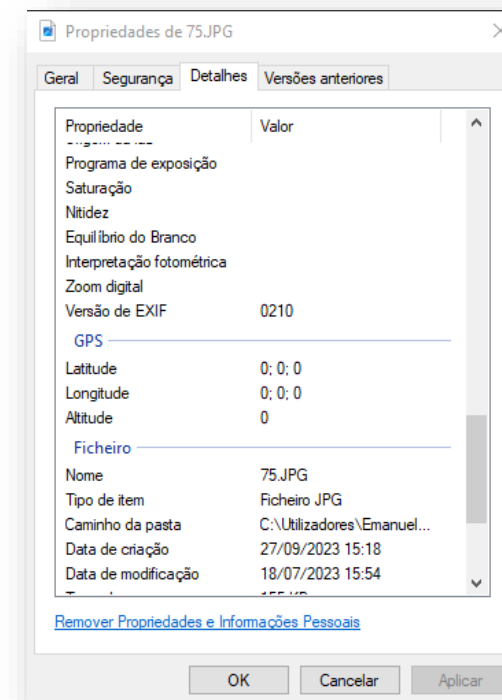 Propriedades de 75.JPG
Geral Segurança Detalhes Versões anteriores
Propriedade Valor
Programa de exposição
Saturação
Nitidez
Equilíbrio do Branco
Interpretação fotométrica
Zoom digital
Versão de EXIF 0210
GPS
Latitude 0; 0; 0
Longitude 0; 0; 0
Altitude 0
Ficheiro
Nome 75.JPG
Tipo de item Ficheiro JPG
Caminho da pasta C:\Utilizadores\Emanuel...
Data de criação 27/09/2023 15:18
Data de modificação 18/07/2023 15:54
Remover Propriedades e Informações Pessoais
OK Cancelar Aplicar